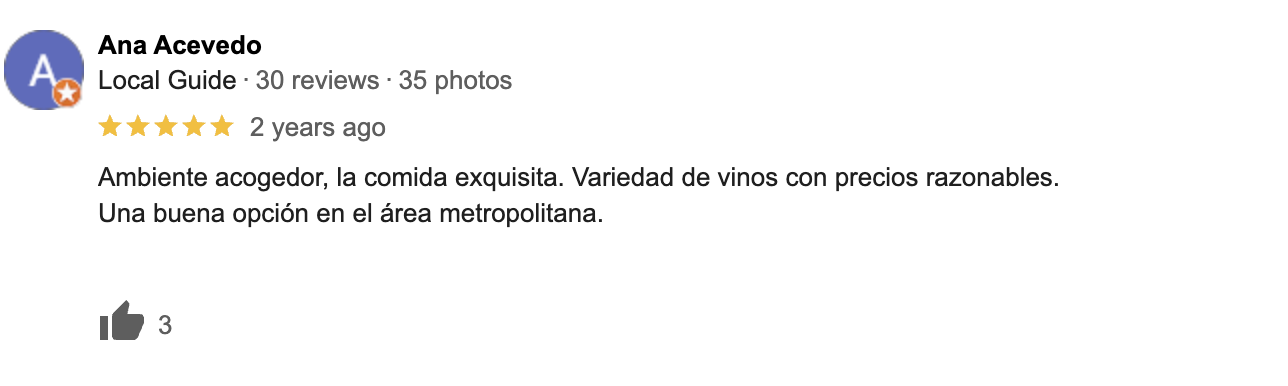 A
Ana Acevedo
Local Guide · 30 reviews · 35 photos
2 years ago
Ambiente acogedor, la comida exquisita. Variedad de vinos con precios razonables.
Una buena opción en el área metropolitana.
3